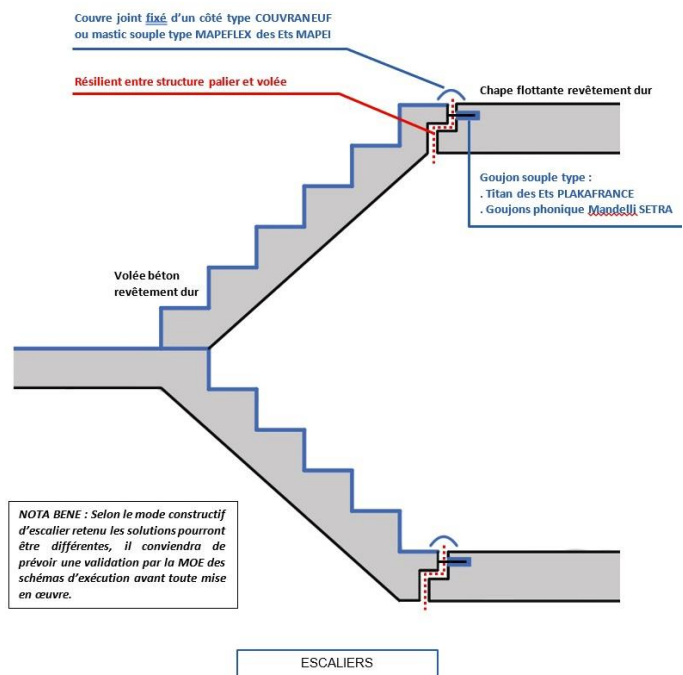 Couvre joint fixé d'un côté type COUVRANEUF
ou mastic souple type MAPEFLEX des Ets MAPEI
Résilient entre structure palier et volée
Chape flottante revêtement dur
Goujon souple type :
. Titan des Ets PLAKAFRANCE
. Goujons phonique Mandelli SETRA
Volée béton
revêtement dur
NOTA BENE : Selon le mode constructif
d'escalier retenu les solutions pourront
être différentes, il conviendra de
prévoir une validation par la MOE des
schémas d'exécution avant toute mise
en œuvre.
ESCALIERS